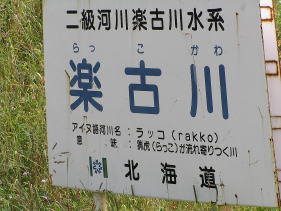 二級河川楽古川水系
らっこかわ
楽古川
アイヌ語河川名：ラッコ(rakko)
意味：猟虎(らっこ)が流れ寄りつく川
北海道